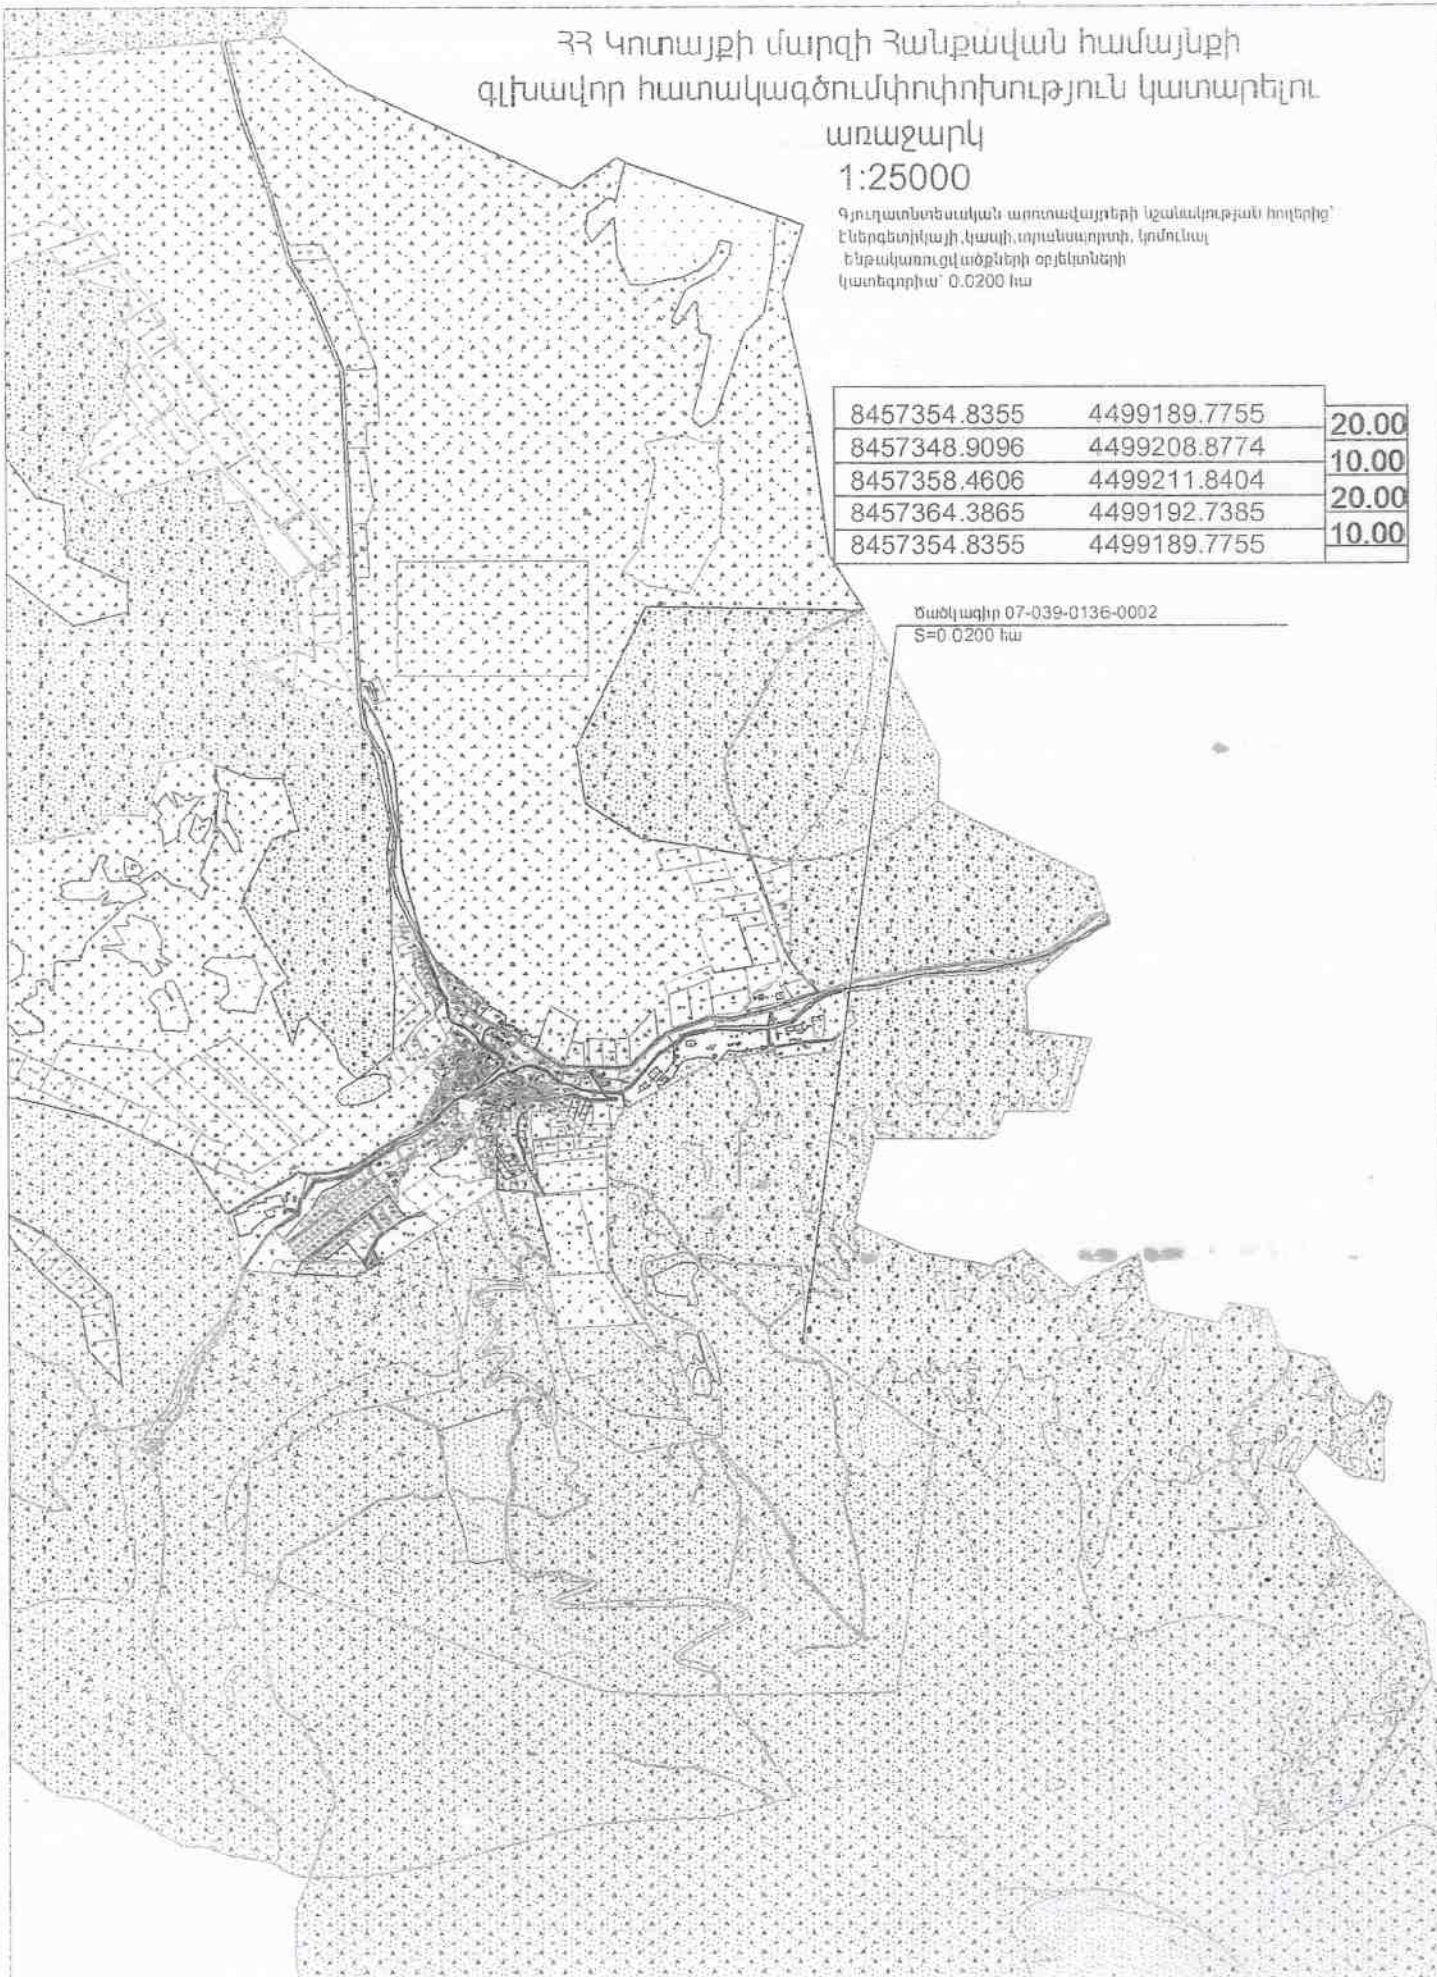 ՀՀ Կոտայքի մարզի Հանքավան համայնքի
գլխավոր հատակագծումփոփոխություն կատարելու
առաջարկ
1:25000
Գյուղատնտեսական արոտավայրերի նշանակության հողերից՝
էներգետիկայի,կապի,տրանսպորտի, կոմունալ
ենթակառուցվածքների օբյեկտների
կատեգորիա՝ 0.0200 հա
8457354.8355 4499189.7755 20.00
8457348.9096 4499208.8774 10.00
8457358.4606 4499211.8404 20.00
8457364.3865 4499192.7385 10.00
8457354.8355 4499189.7755
Ծածկագիր 07-039-0136-0002
S=0.0200 հա